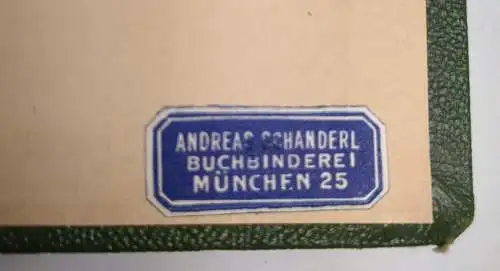 ANDREAS SCHANDERL
BUCHBINDEREI
MÜNCHEN 25